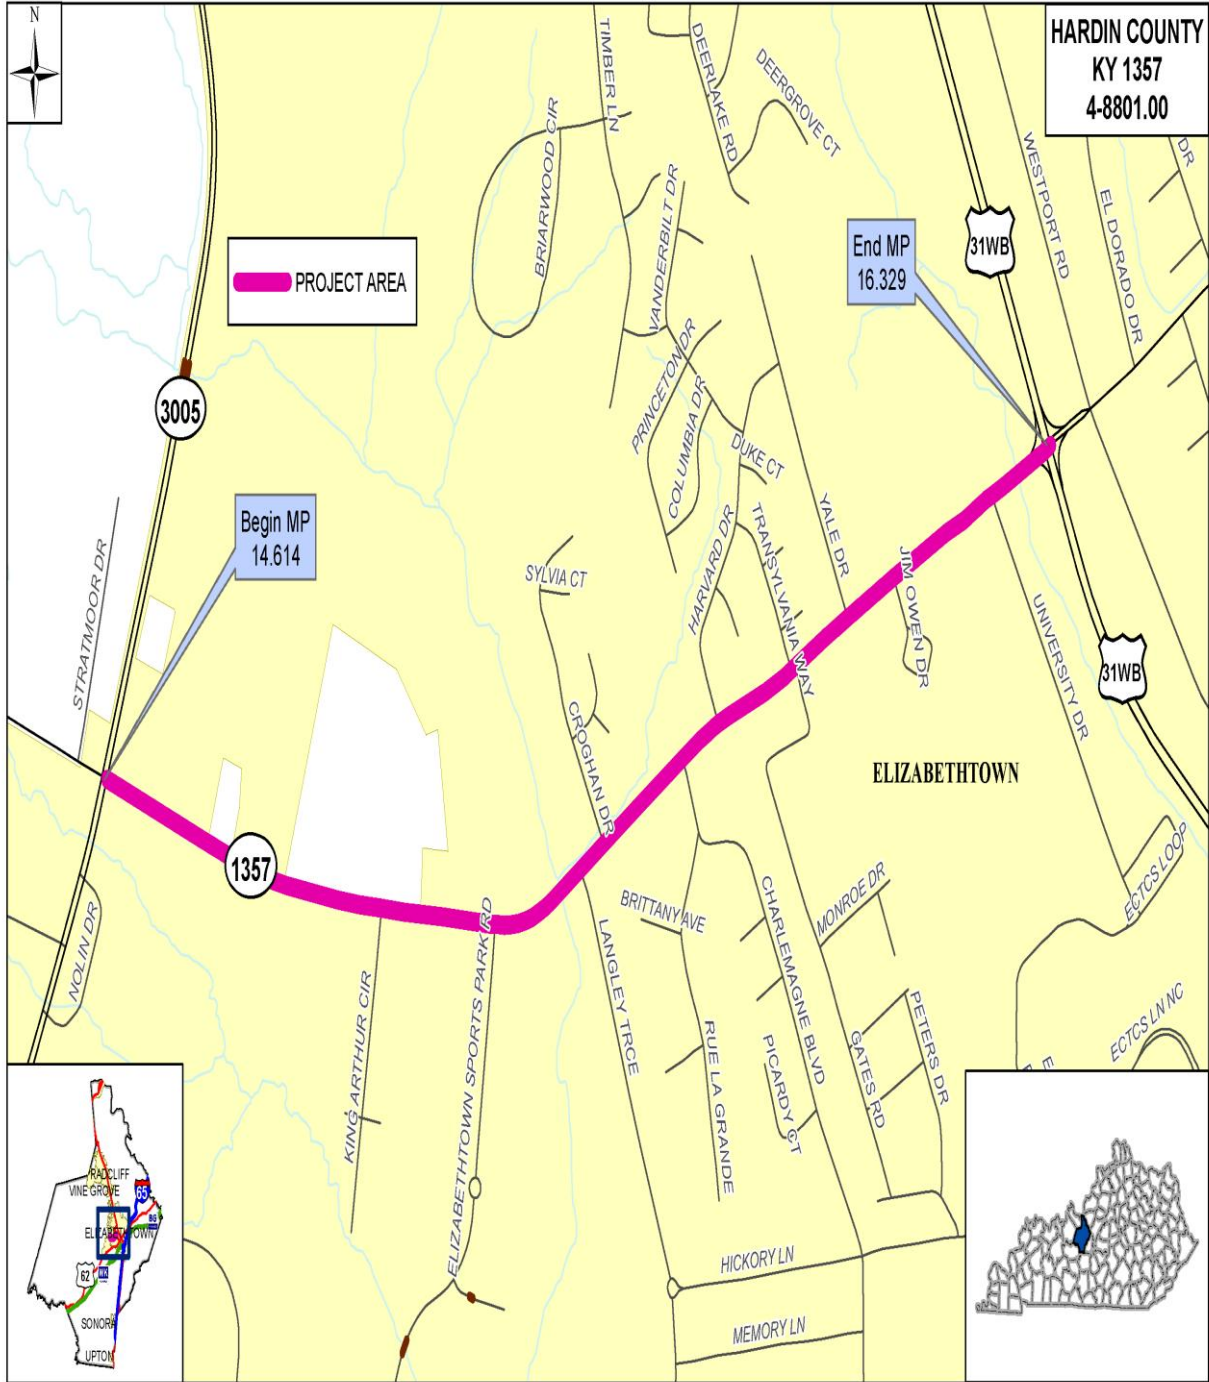 N
HARDIN COUNTY
KY 1357
4-8801.00
TIMBER LN
DEERLAKE RD
DEERGROVE CT
BRIARWOOD CIR
VANDERBILT DR
WESTPORT RD
EL DORADO DR
DR
31WB
End MP
16.329
PROJECT AREA
3005
PRINCETON DR
COLUMBIA DR
DUKE CT
Begin MP
14.614
STRATMOOR DR
SYLVIA CT
HARVARD DR
TRANSYLVANIA WAY
YALE DR
JIM OWEN DR
UNIVERSITY DR
31WB
CROGHAN DR
ELIZABETHTOWN
1357
NOLIN DR
KING ARTHUR CIR
ELIZABETHTOWN SPORTS PARK RD
LANGLEY TRCE
BRITTANY AVE
CHARLEMAGNE BLVD
MONROE DR
ECTCS LOOP
ECTCS LN NC
RUE LA GRANDE
PICARDY CT
GATES RD
PETERS DR
HICKORY LN
MEMORY LN
RADCLIFF
VINE GROVE
65
ELIZABETHTOWN
BG
62
WK
SONORA
UPTON